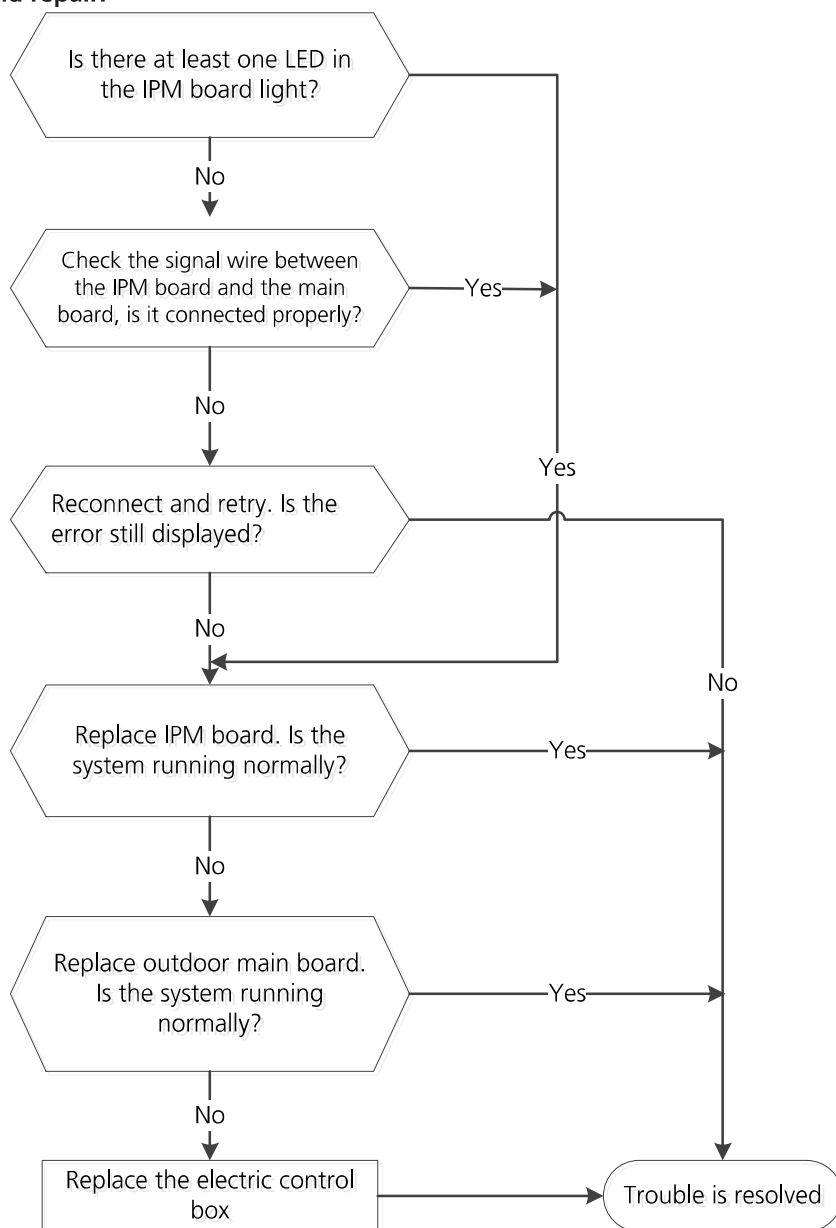 Is there at least one LED in
the IPM board light?
No
Check the signal wire between
the IPM board and the main
board, is it connected properly?
Yes
No
Yes
Reconnect and retry. Is the
error still displayed?
No
No
Replace IPM board. Is the
system running normally?
Yes
No
Replace outdoor main board.
Is the system running
normally?
Yes
No
Replace the electric control
box
Trouble is resolved